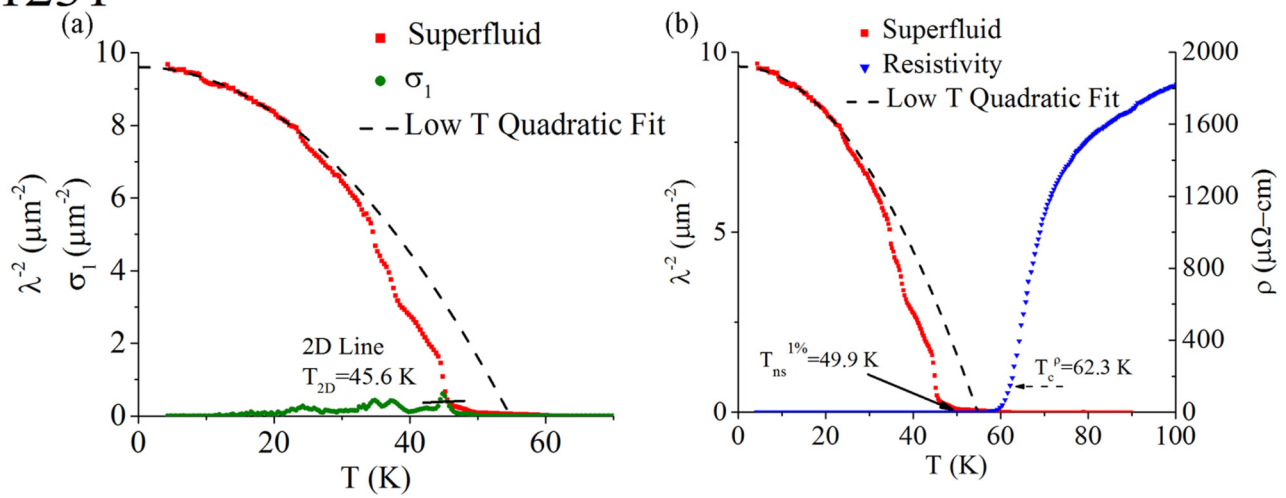 (a)
Superfluid
σ₁
Low T Quadratic Fit
10
8
6
4
2
0
λ⁻² (μm⁻²)
σ₁ (μm⁻²)
2D Line
T₂D=45.6 K
0
20
40
60
T (K)
(b)
Superfluid
Resistivity
Low T Quadratic Fit
10
5
0
λ⁻² (μm⁻²)
2000
1600
1200
800
400
0
ρ (μΩ–cm)
Tns¹%=49.9 K
Tcᵖ=62.3 K
0
20
40
60
80
100
T (K)